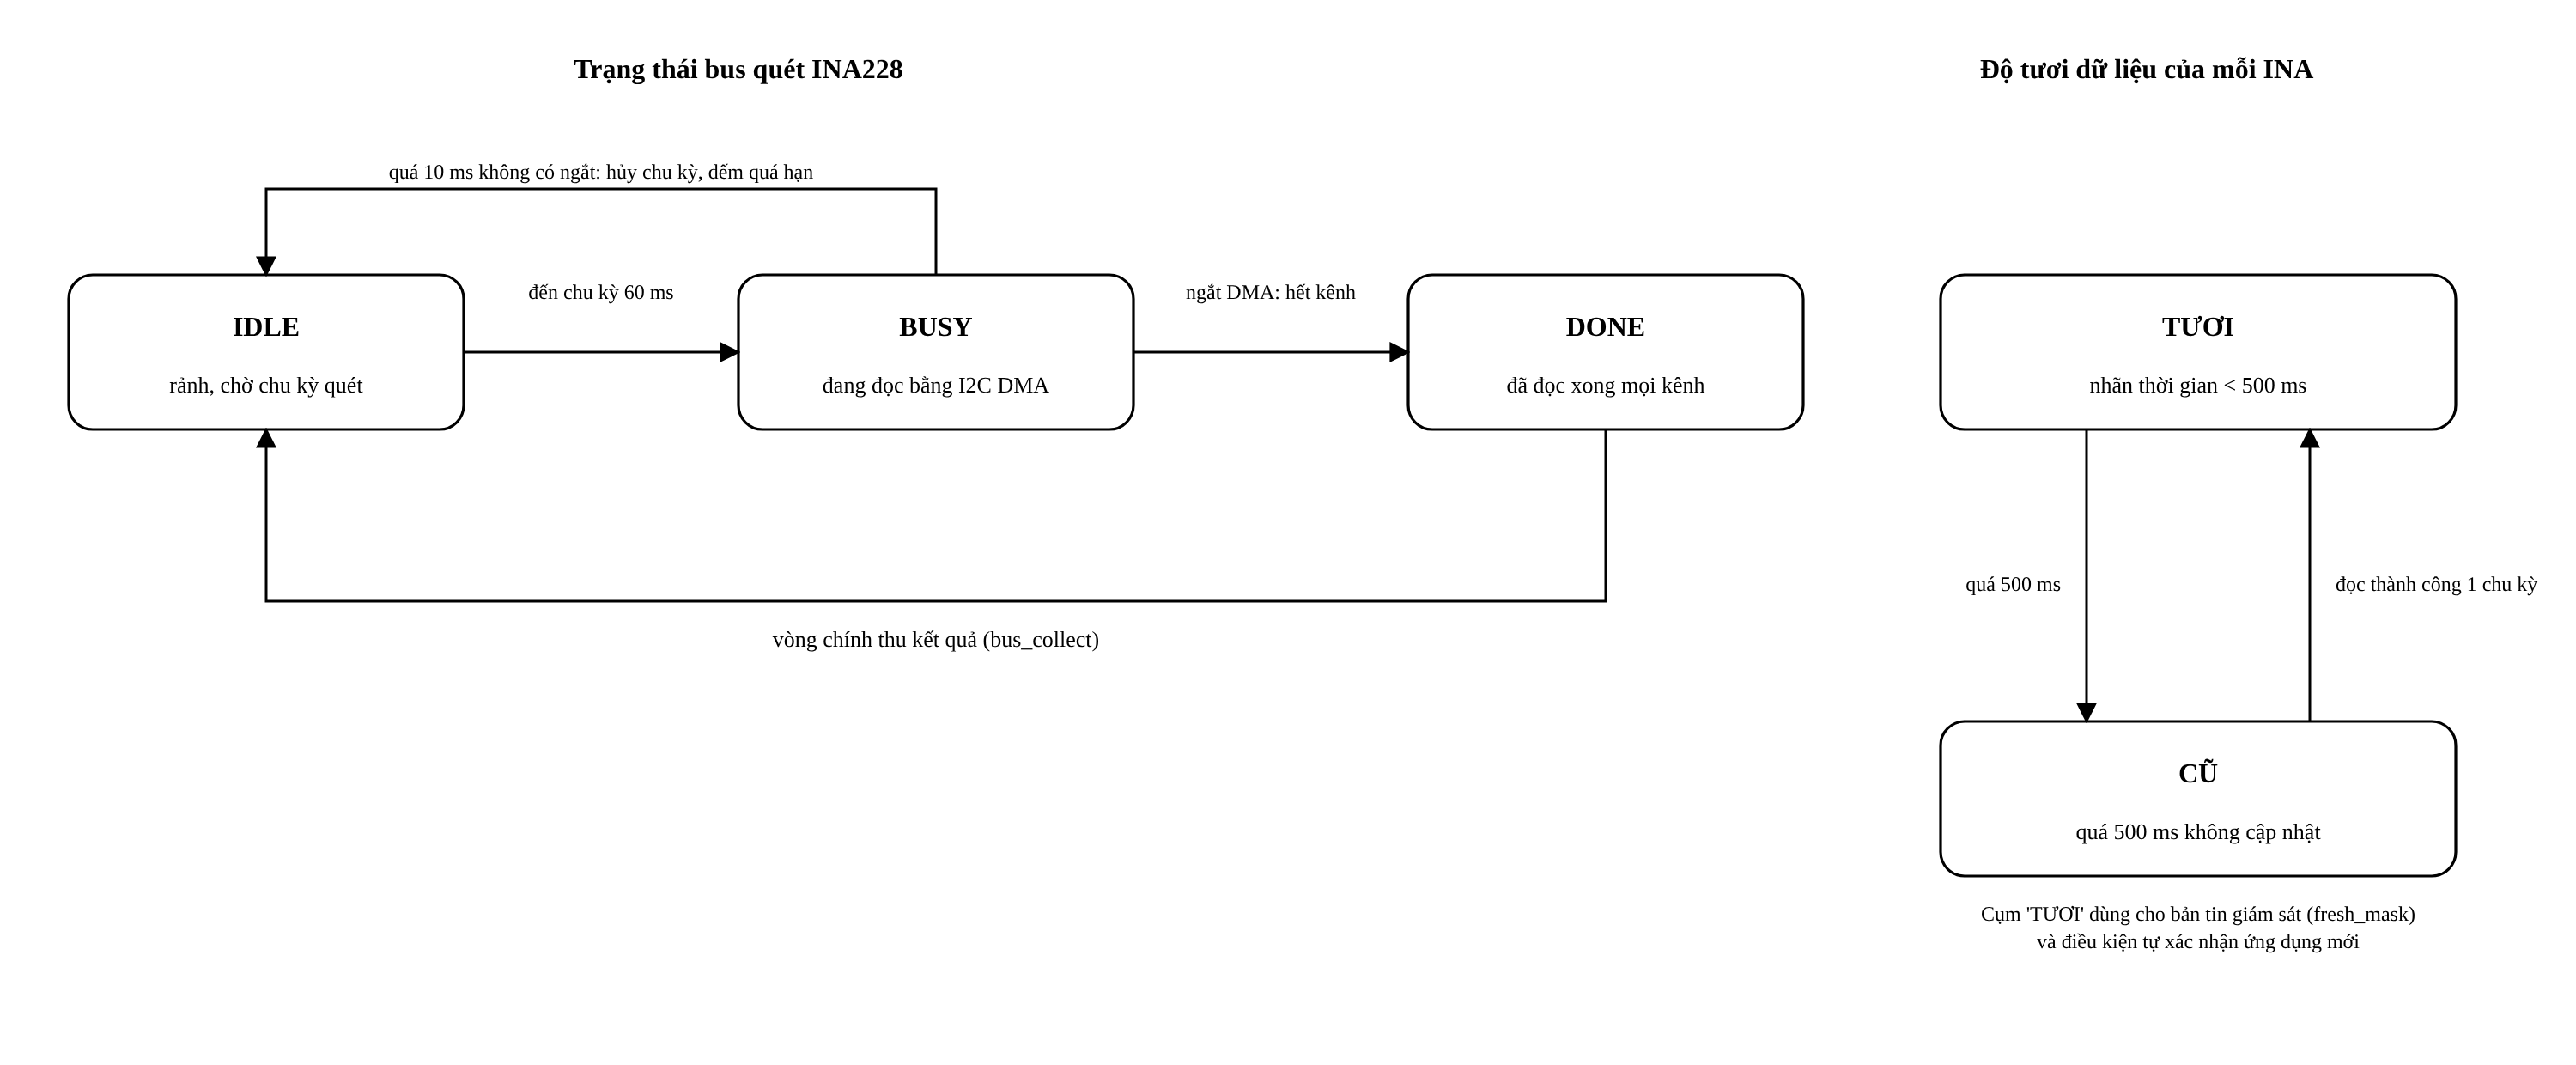 Trạng thái bus quét INA228
quá 10 ms không có ngắt: hủy chu kỳ, đếm quá hạn
IDLE
rảnh, chờ chu kỳ quét
đến chu kỳ 60 ms
BUSY
đang đọc bằng I2C DMA
ngắt DMA: hết kênh
DONE
đã đọc xong mọi kênh
vòng chính thu kết quả (bus_collect)
Độ tươi dữ liệu của mỗi INA
TƯƠI
nhãn thời gian < 500 ms
quá 500 ms
đọc thành công 1 chu kỳ
CŨ
quá 500 ms không cập nhật
Cụm 'TƯƠI' dùng cho bản tin giám sát (fresh_mask)
và điều kiện tự xác nhận ứng dụng mới